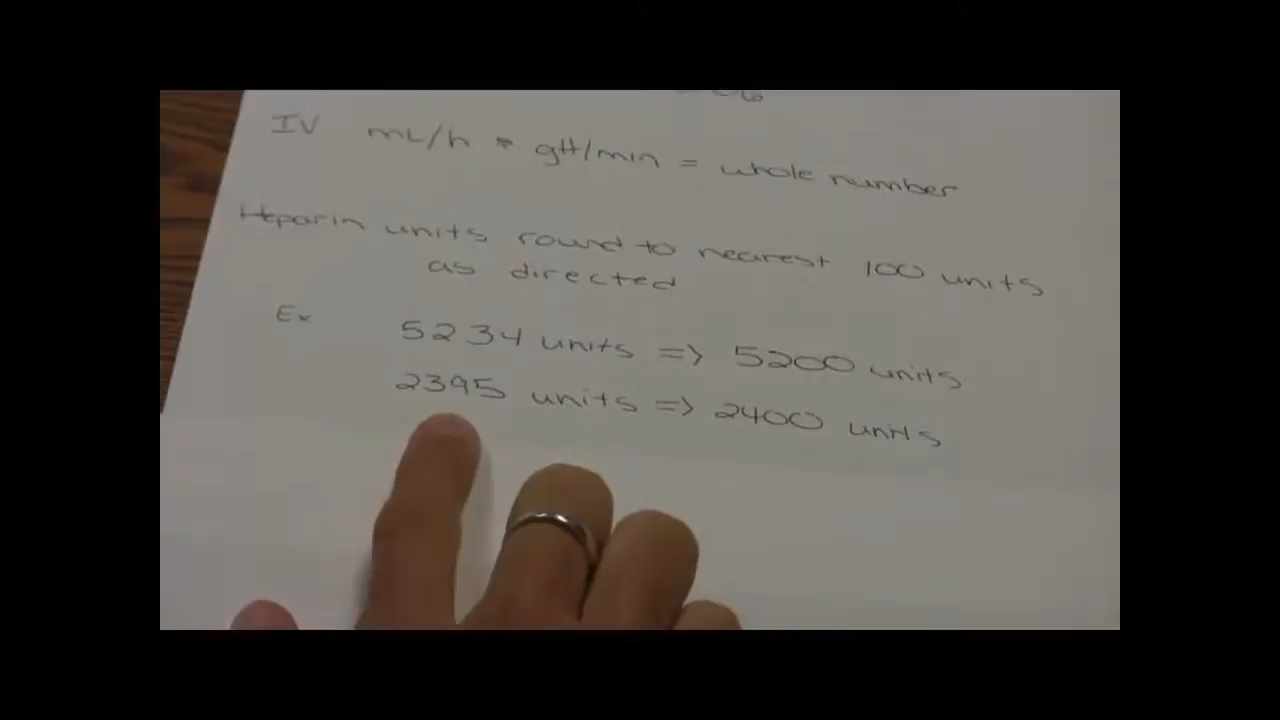 IV mL/h * gtt/min = whole number
Heparin units round to nearest 100 units
as directed
Ex 5234 units => 5200 units
2395 units => 2400 units